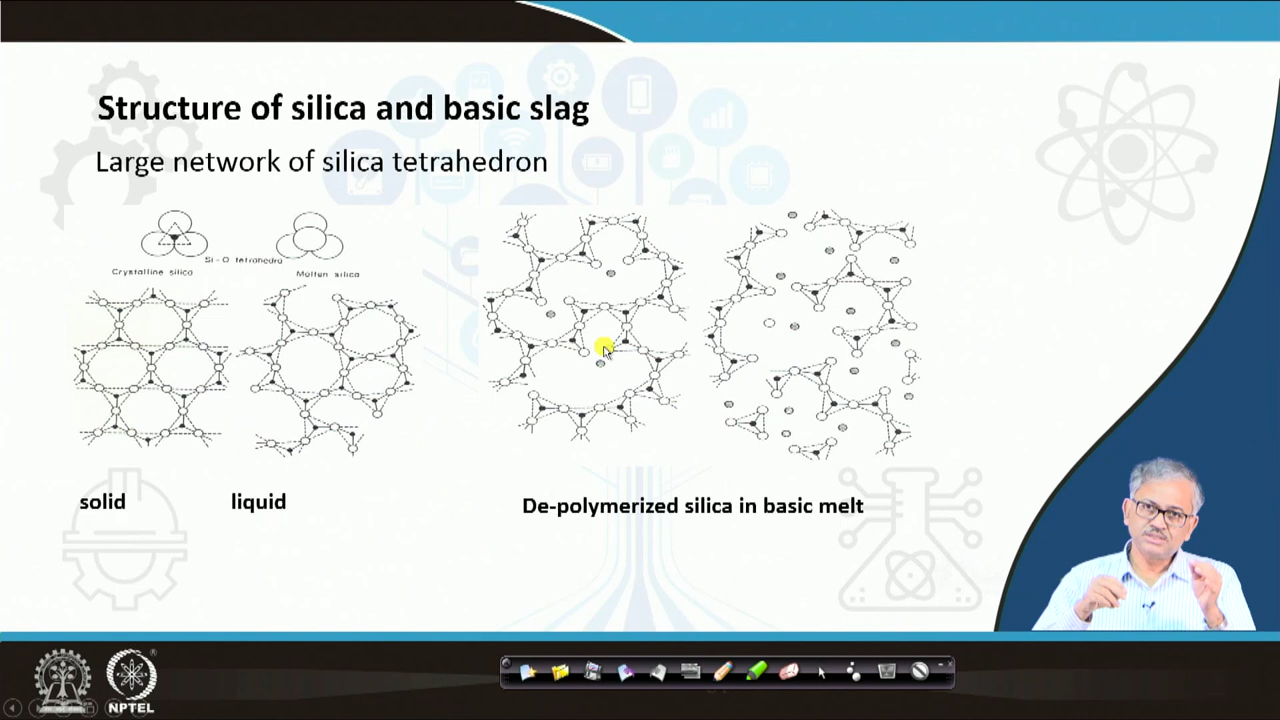 Structure of silica and basic slag
Large network of silica tetrahedron
Si-O tetrahedra
Crystalline silica
Molten silica
solid
liquid
De-polymerized silica in basic melt
NPTEL